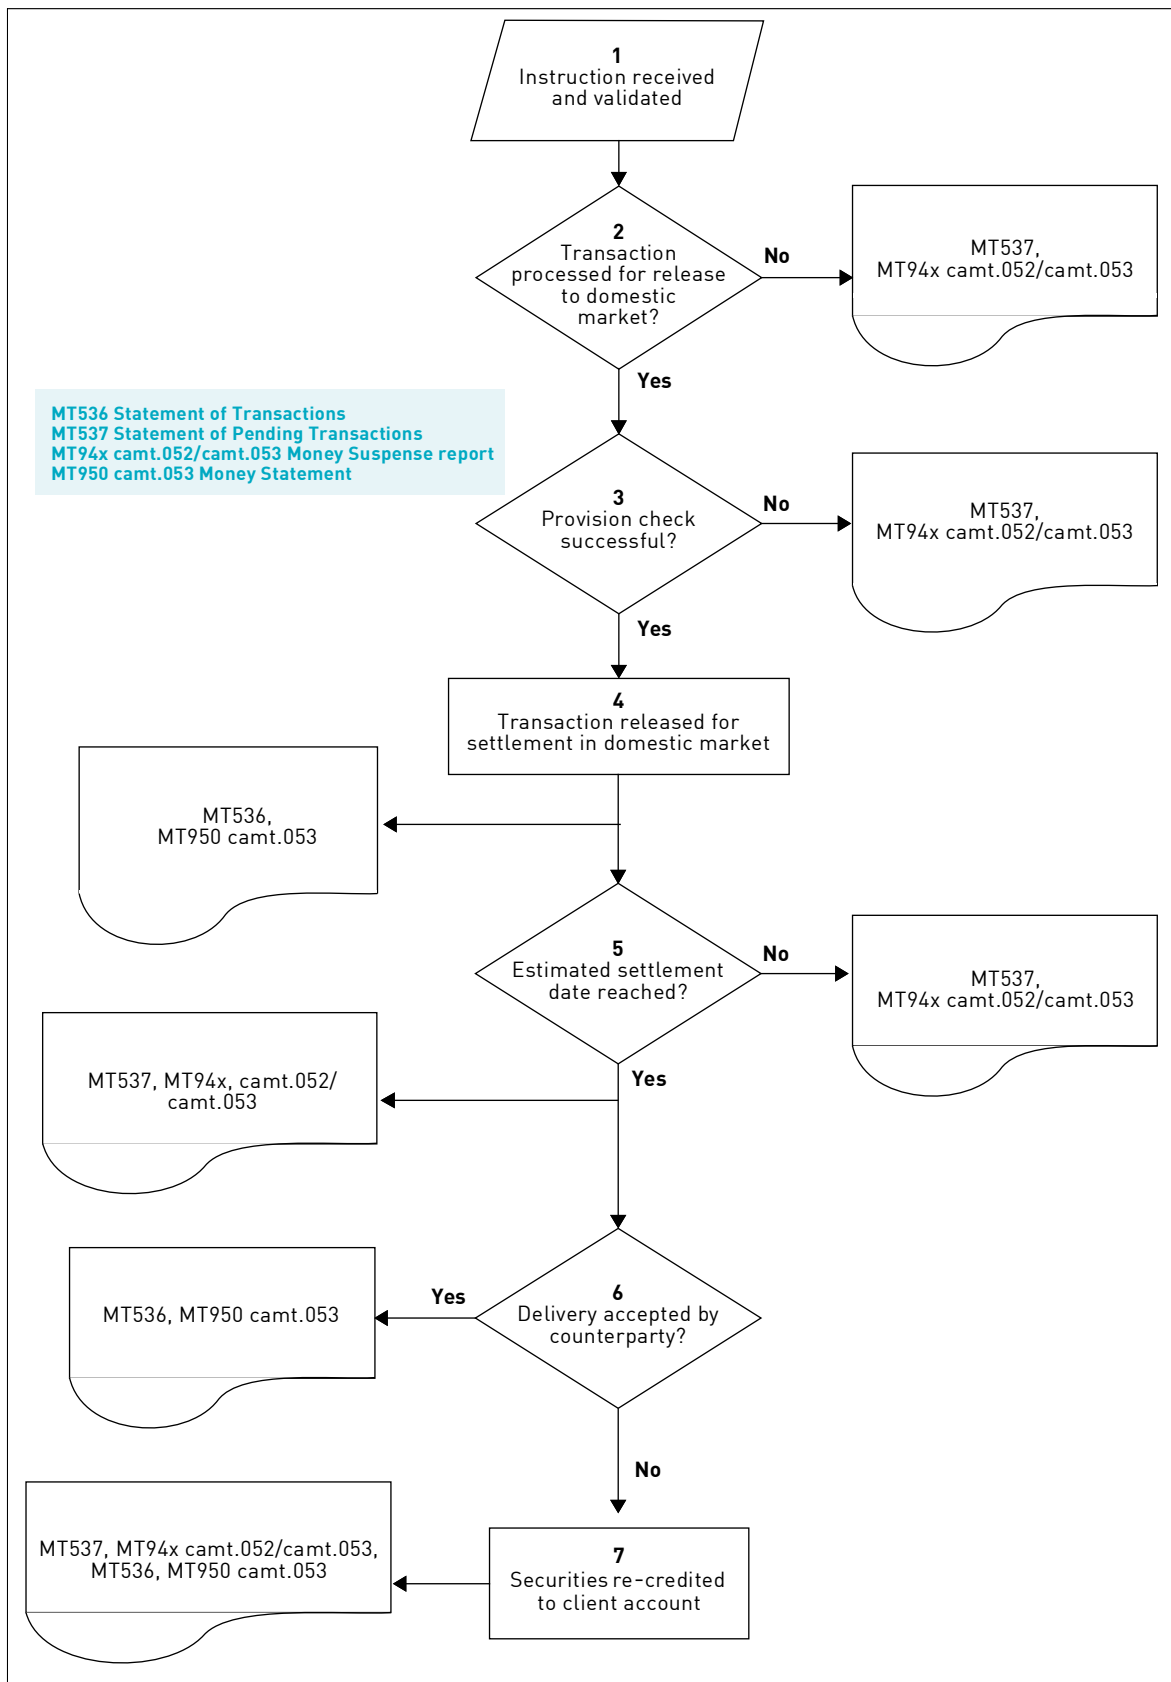 1
Instruction received
and validated
2
Transaction
processed for release
to domestic
market?
No
MT537,
MT94x camt.052/camt.053
Yes
MT536 Statement of Transactions
MT537 Statement of Pending Transactions
MT94x camt.052/camt.053 Money Suspense report
MT950 camt.053 Money Statement
3
Provision check
successful?
No
MT537,
MT94x camt.052/camt.053
Yes
4
Transaction released for
settlement in domestic market
MT536,
MT950 camt.053
5
Estimated settlement
date reached?
No
MT537,
MT94x camt.052/camt.053
Yes
MT537, MT94x, camt.052/
camt.053
6
Delivery accepted by
counterparty?
Yes
MT536, MT950 camt.053
No
7
Securities re-credited
to client account
MT537, MT94x camt.052/camt.053,
MT536, MT950 camt.053